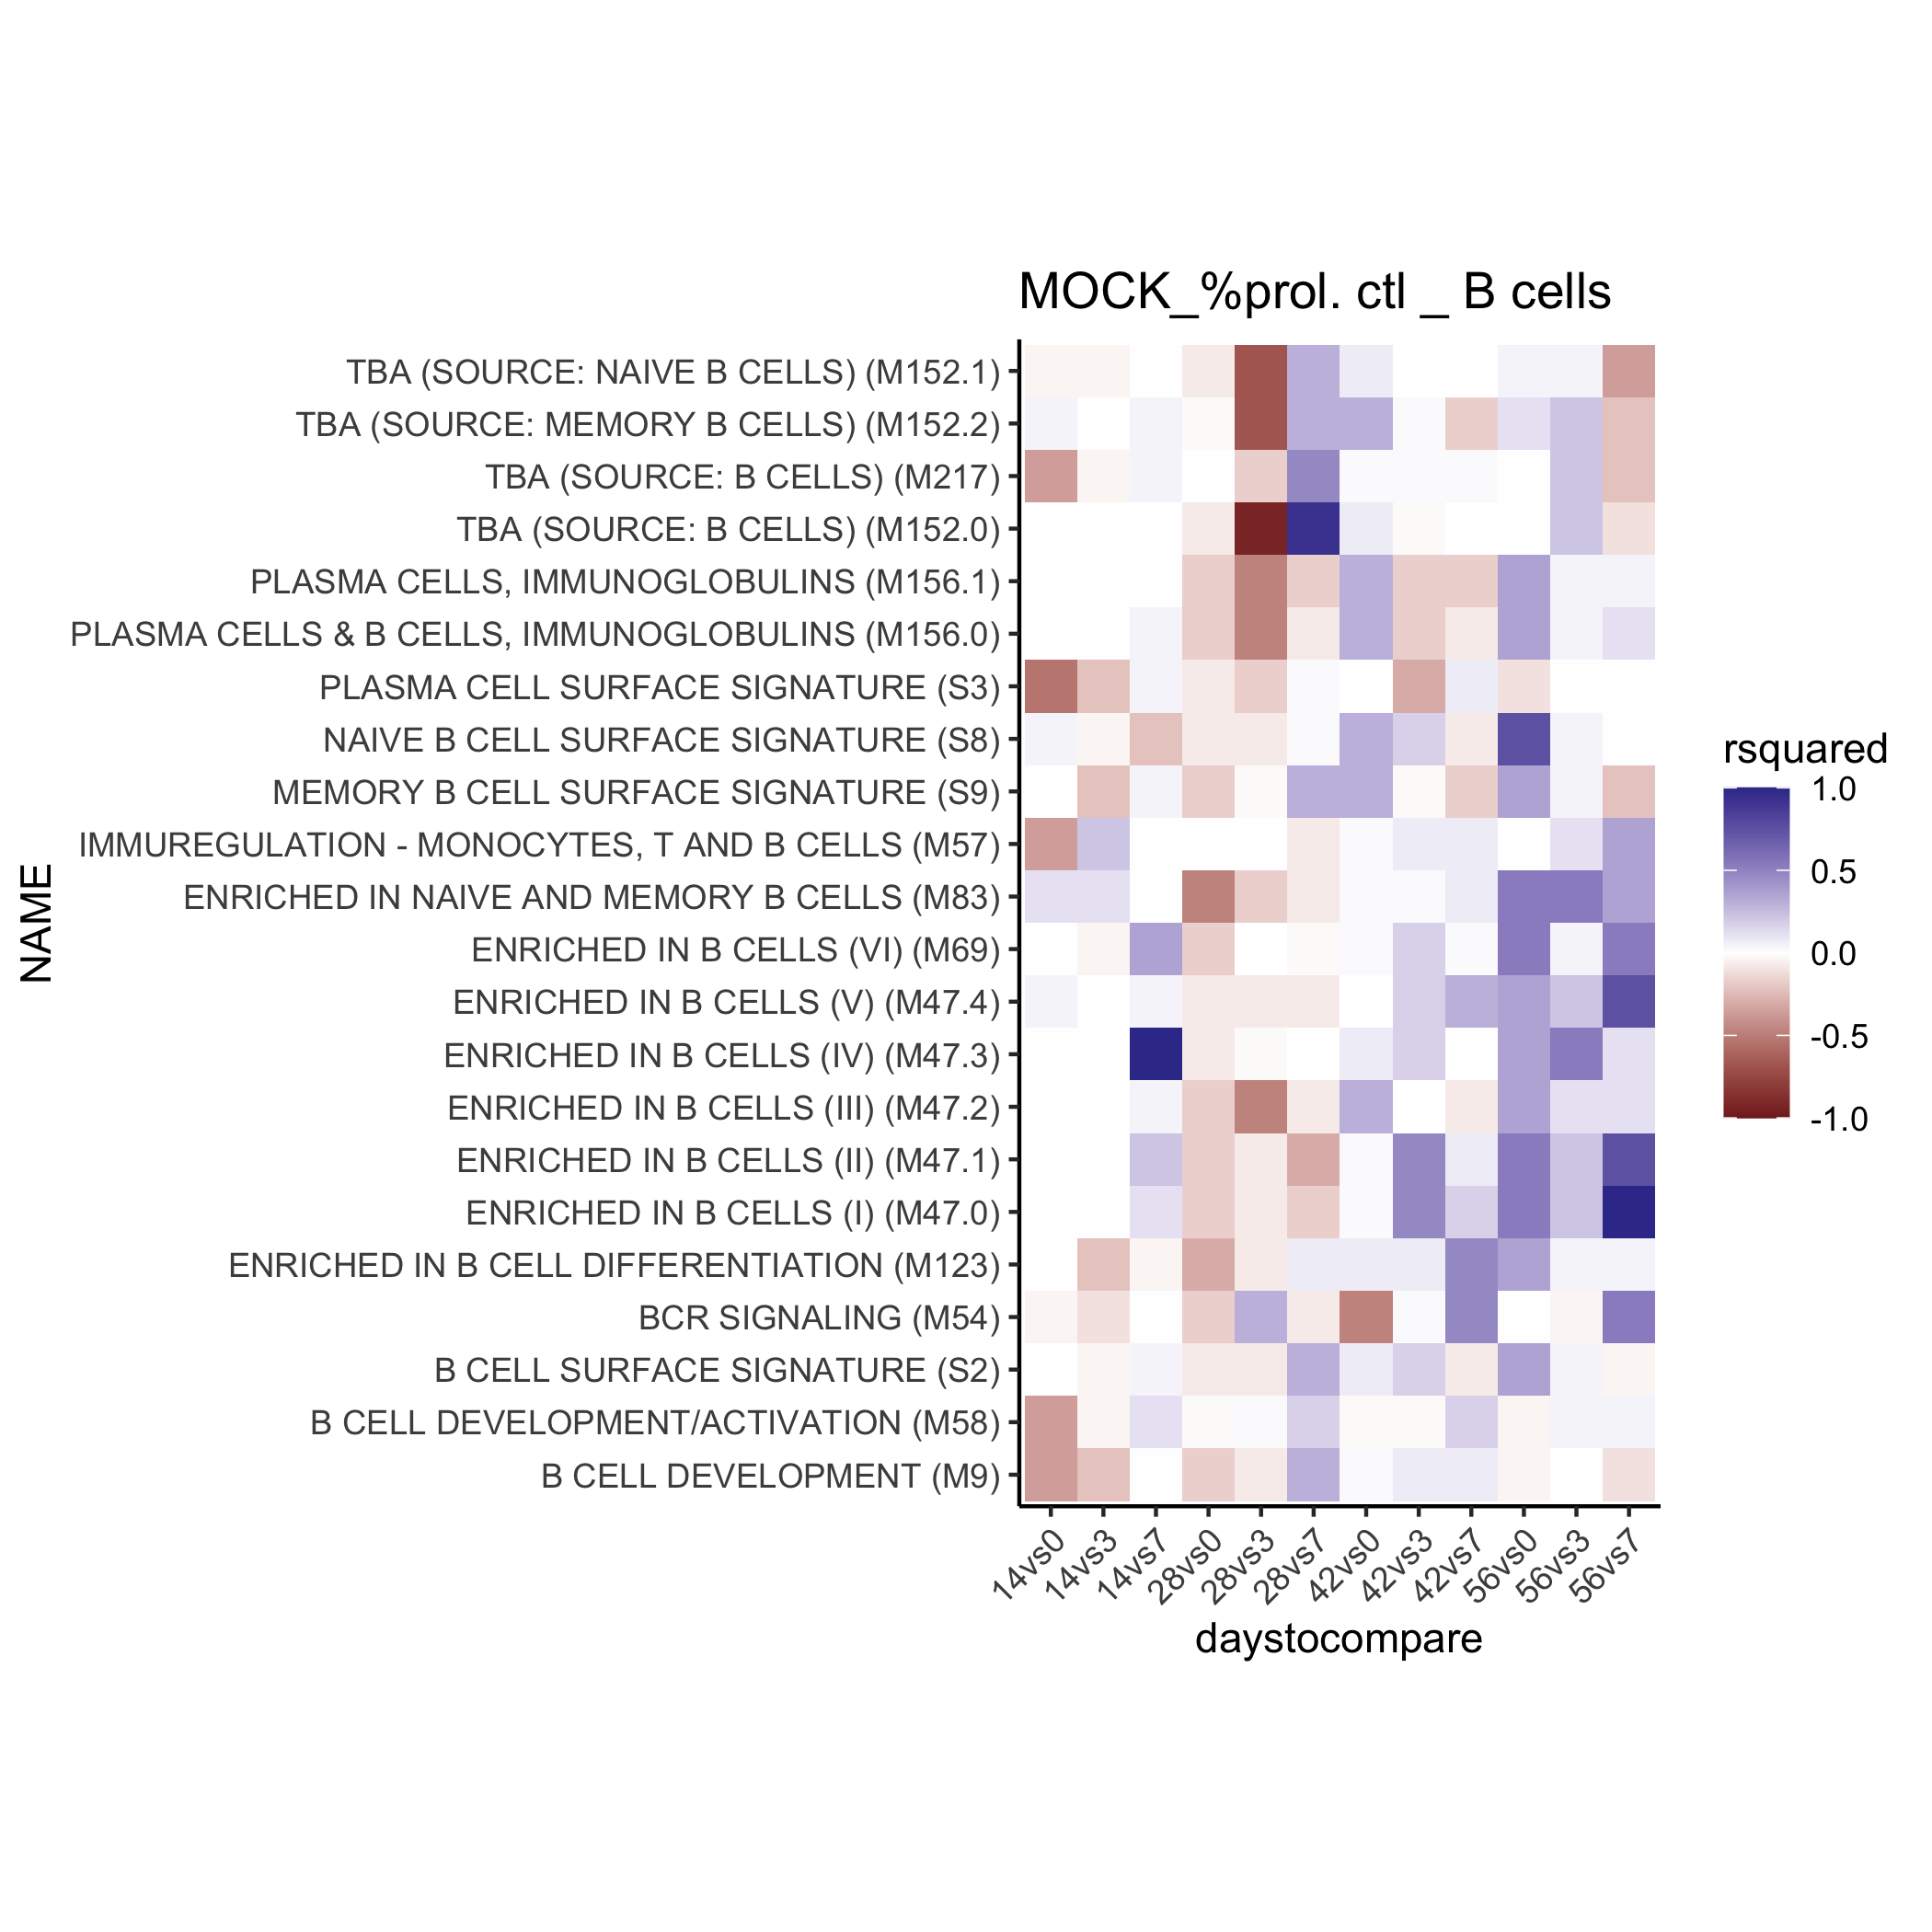 MOCK_%prol. ctl _ B cells
TBA (SOURCE: NAIVE B CELLS) (M152.1)
TBA (SOURCE: MEMORY B CELLS) (M152.2)
TBA (SOURCE: B CELLS) (M217)
TBA (SOURCE: B CELLS) (M152.0)
PLASMA CELLS, IMMUNOGLOBULINS (M156.1)
PLASMA CELLS & B CELLS, IMMUNOGLOBULINS (M156.0)
PLASMA CELL SURFACE SIGNATURE (S3)
NAIVE B CELL SURFACE SIGNATURE (S8)
MEMORY B CELL SURFACE SIGNATURE (S9)
IMMUREGULATION - MONOCYTES, T AND B CELLS (M57)
ENRICHED IN NAIVE AND MEMORY B CELLS (M83)
ENRICHED IN B CELLS (VI) (M69)
ENRICHED IN B CELLS (V) (M47.4)
ENRICHED IN B CELLS (IV) (M47.3)
ENRICHED IN B CELLS (III) (M47.2)
ENRICHED IN B CELLS (II) (M47.1)
ENRICHED IN B CELLS (I) (M47.0)
ENRICHED IN B CELL DIFFERENTIATION (M123)
BCR SIGNALING (M54)
B CELL SURFACE SIGNATURE (S2)
B CELL DEVELOPMENT/ACTIVATION (M58)
B CELL DEVELOPMENT (M9)
NAME
14vs0
14vs3
14vs7
28vs0
28vs3
28vs7
42vs0
42vs3
42vs7
56vs0
56vs3
56vs7
daystocompare
rsquared
1.0
0.5
0.0
-0.5
-1.0